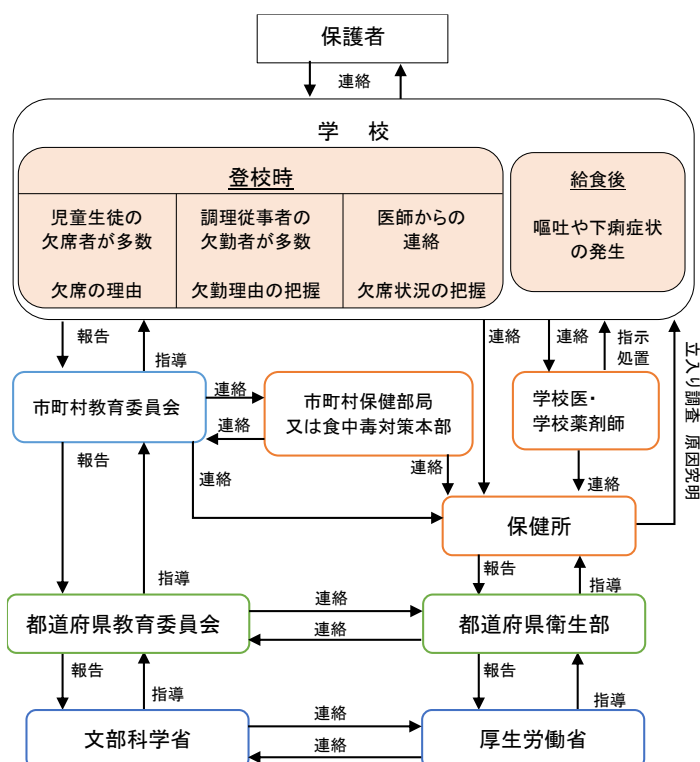 保護者
連絡
学 校
登校時
児童生徒の
欠席者が多数
欠席の理由
調理従事者の
欠勤者が多数
欠勤理由の把握
医師からの
連絡
欠席状況の把握
給食後
嘔吐や下痢症状
の発生
報告
指導
連絡
連絡
指示
処置
立入り調査 原因究明
市町村教育委員会
連絡
連絡
市町村保健部局
又は食中毒対策本部
学校医・
学校薬剤師
報告
連絡
連絡
連絡
保健所
指導
報告
指導
都道府県教育委員会
連絡
連絡
都道府県衛生部
報告
指導
報告
指導
文部科学省
連絡
連絡
厚生労働省